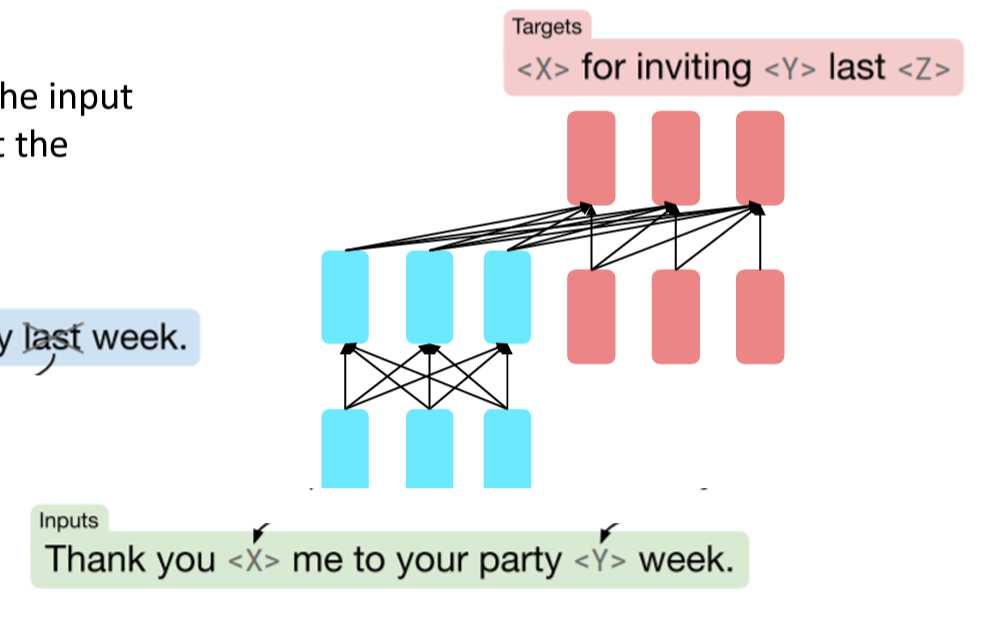 Targets
<X> for inviting <Y> last <Z>
he input
the
y last week.
Inputs
Thank you <X> me to your party <Y> week.